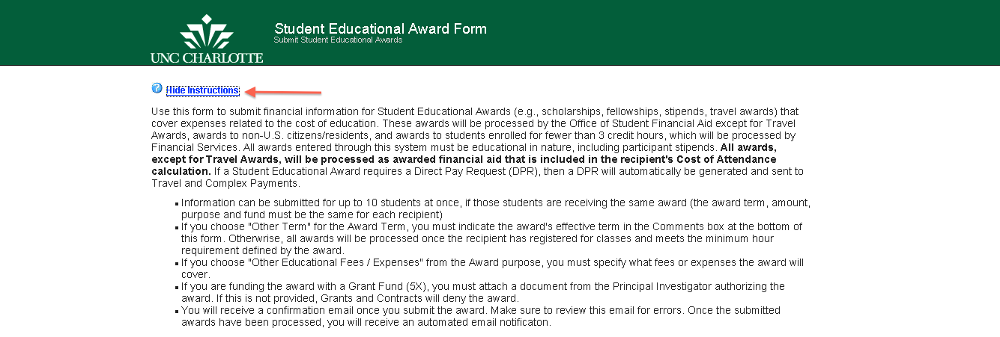 Student Educational Award Form
Submit Student Educational Awards
UNC CHARLOTTE
Hide Instructions
Use this form to submit financial information for Student Educational Awards (e.g., scholarships, fellowships, stipends, travel awards) that
cover expenses related to the cost of education. These awards will be processed by the Office of Student Financial Aid except for Travel
Awards, awards to non-U.S. citizens/residents, and awards to students enrolled for fewer than 3 credit hours, which will be processed by
Financial Services. All awards entered through this system must be educational in nature, including participant stipends. All awards,
except for Travel Awards, will be processed as awarded financial aid that is included in the recipient's Cost of Attendance
calculation. If a Student Educational Award requires a Direct Pay Request (DPR), then a DPR will automatically be generated and sent to
Travel and Complex Payments.
▪ Information can be submitted for up to 10 students at once, if those students are receiving the same award (the award term, amount,
purpose and fund must be the same for each recipient)
▪ If you choose "Other Term" for the Award Term, you must indicate the award's effective term in the Comments box at the bottom of
this form. Otherwrise, all awards will be processed once the recipient has registered for classes and meets the minimum hour
requirement defined by the award.
▪ If you choose "Other Educational Fees / Expenses" from the Award purpose, you must specify what fees or expenses the award will
cover.
▪ If you are funding the award with a Grant Fund (5X), you must attach a document from the Principal Investigator authorizing the
award. If this is not provided, Grants and Contracts will deny the award.
▪ You will receive a confirmation email once you submit the award. Make sure to review this email for errors. Once the submitted
awards have been processed, you will receive an automated email notificaton.